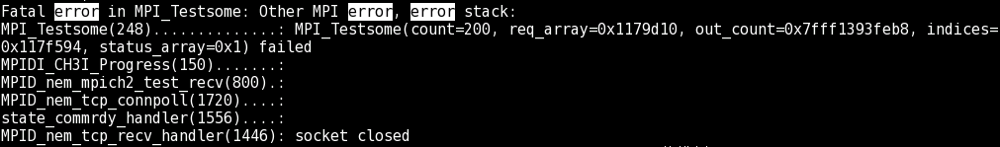 Fatal error in MPI_Testsome: Other MPI error, error stack:
MPI_Testsome(248)..............: MPI_Testsome(count=200, req_array=0x1179d10, out_count=0x7fff1393feb8, indices=
0x117f594, status_array=0x1) failed
MPIDI_CH3I_Progress(150).......:
MPID_nem_mpich2_test_recv(800).:
MPID_nem_tcp_connpoll(1720)....:
state_commrdy_handler(1556)....:
MPID_nem_tcp_recv_handler(1446): socket closed